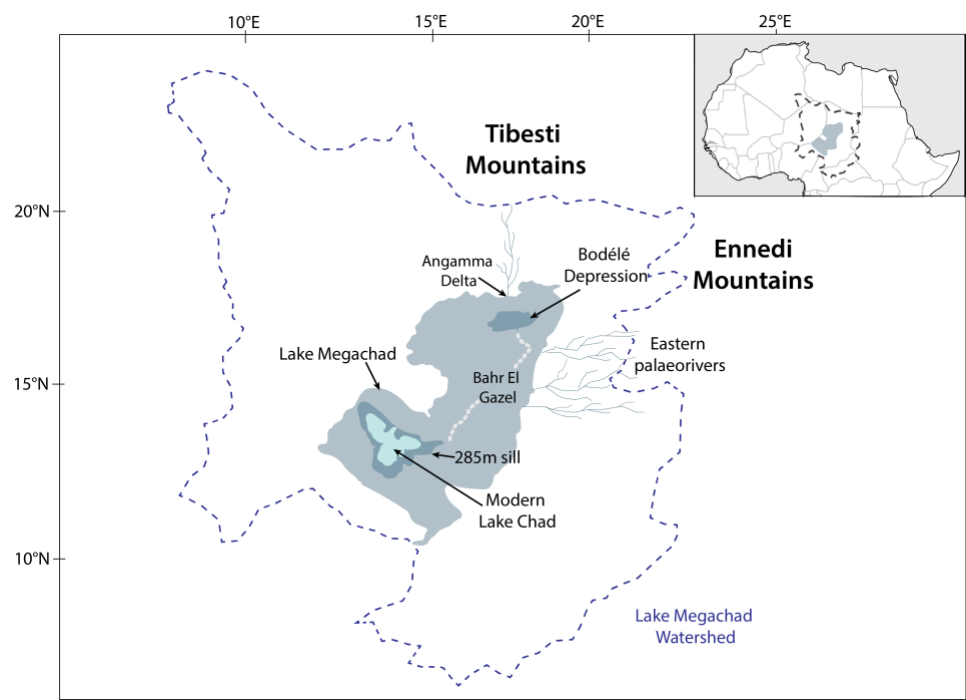 10°E
15°E
20°E
25°E
20°N
15°N
10°N
Tibesti
Mountains
Ennedi
Mountains
Angamma
Delta
Bodélé
Depression
Lake Megachad
Eastern
palaeorivers
Bahr El
Gazel
285m sill
Modern
Lake Chad
Lake Megachad
Watershed